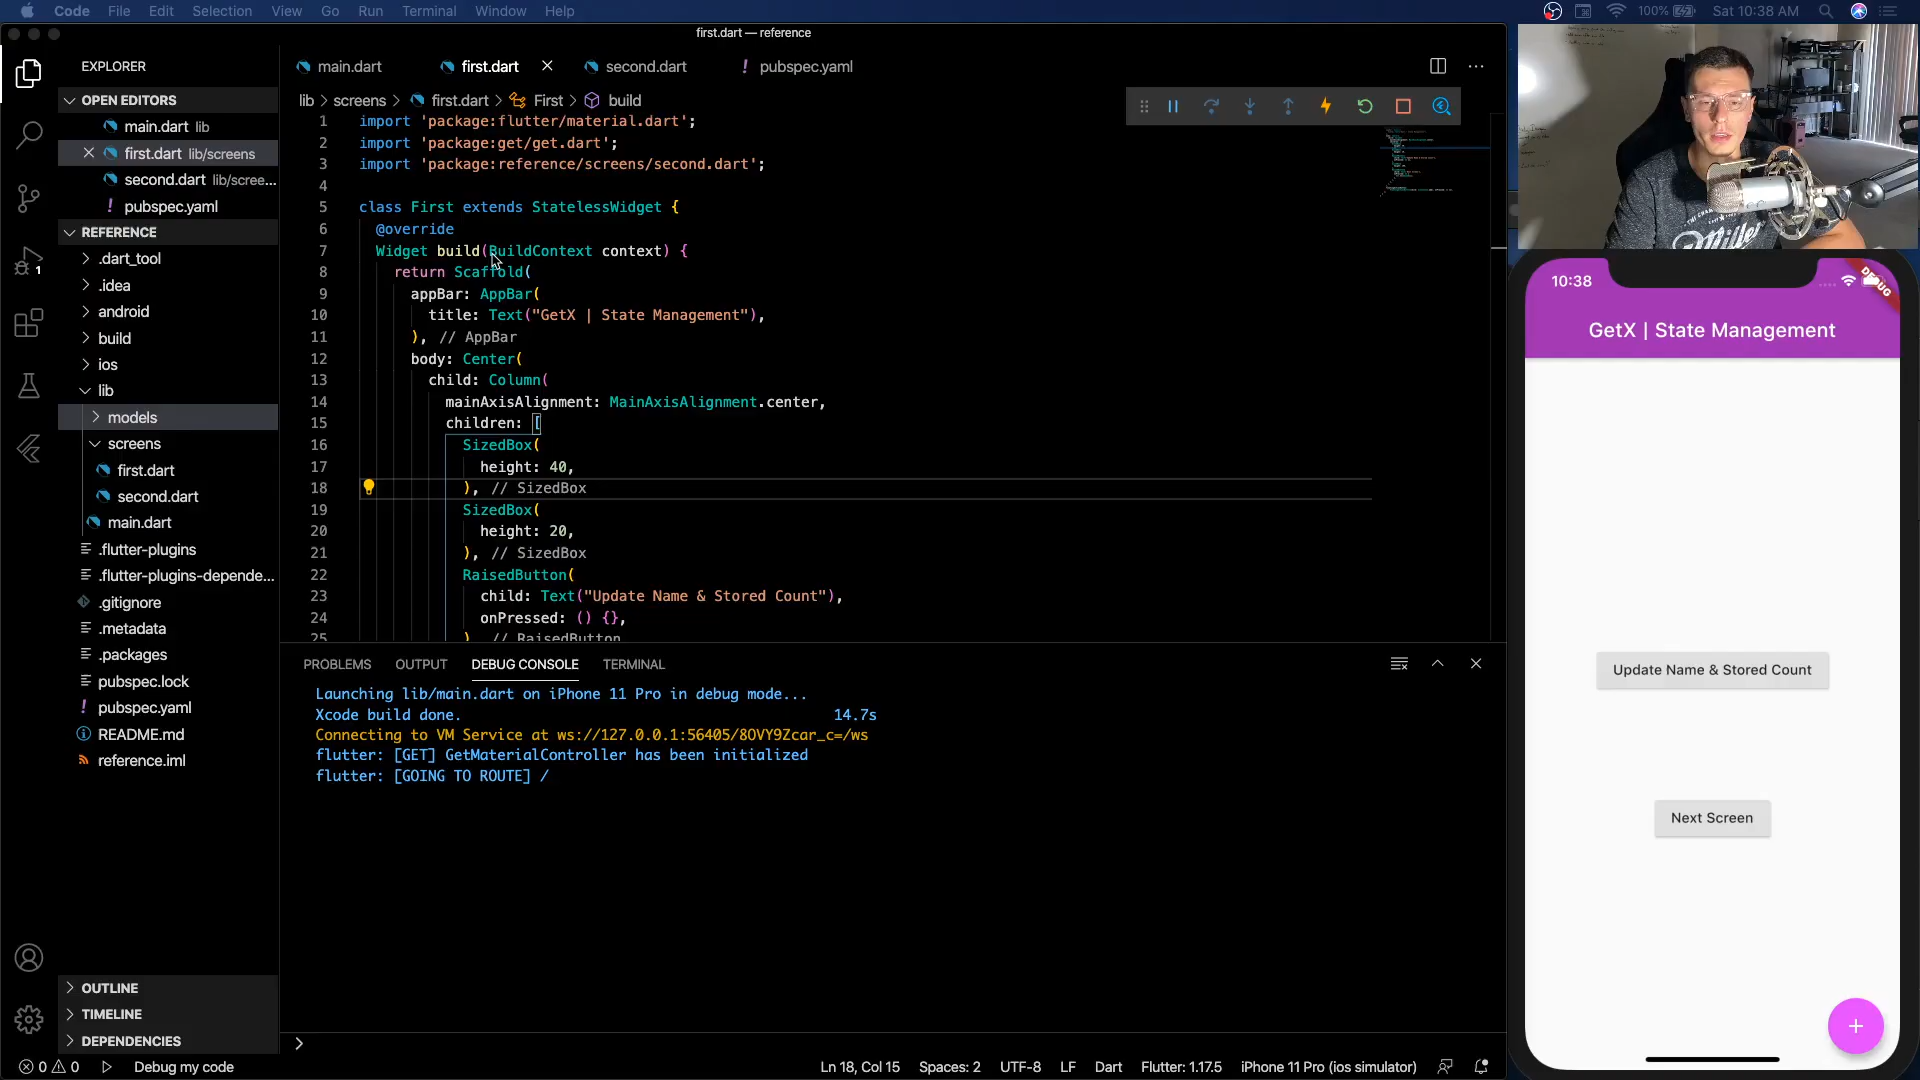 Code File Edit Selection View Go Run Terminal Window Help
100% Sat 10:38 AM
first.dart — reference
EXPLORER
OPEN EDITORS
main.dart lib
first.dart lib/screens
second.dart lib/scree...
pubspec.yaml
REFERENCE
.dart_tool
.idea
android
build
ios
lib
models
screens
first.dart
second.dart
main.dart
.flutter-plugins
.flutter-plugins-depende...
.gitignore
.metadata
.packages
pubspec.lock
pubspec.yaml
README.md
reference.iml
OUTLINE
TIMELINE
DEPENDENCIES
main.dart first.dart second.dart pubspec.yaml
lib > screens > first.dart > First > build
1 import 'package:flutter/material.dart';
2 import 'package:get/get.dart';
3 import 'package:reference/screens/second.dart';
4
5 class First extends StatelessWidget {
6 @override
7 Widget build(BuildContext context) {
8 return Scaffold(
9 appBar: AppBar(
10 title: Text("GetX | State Management"),
11 ), // AppBar
12 body: Center(
13 child: Column(
14 mainAxisAlignment: MainAxisAlignment.center,
15 children: [
16 SizedBox(
17 height: 40,
18 ), // SizedBox
19 SizedBox(
20 height: 20,
21 ), // SizedBox
22 RaisedButton(
23 child: Text("Update Name & Stored Count"),
24 onPressed: () {},
25 ), // RaisedButton
PROBLEMS OUTPUT DEBUG CONSOLE TERMINAL
Launching lib/main.dart on iPhone 11 Pro in debug mode...
Xcode build done. 14.7s
Connecting to VM Service at ws://127.0.0.1:56405/8OVY9Zcar_c=/ws
flutter: [GET] GetMaterialController has been initialized
flutter: [GOING TO ROUTE] /
0 0 Debug my code
Ln 18, Col 15 Spaces: 2 UTF-8 LF Dart Flutter: 1.17.5 iPhone 11 Pro (ios simulator)
1
Miller
10:38
DEBUG
GetX | State Management
Update Name & Stored Count
Next Screen
+